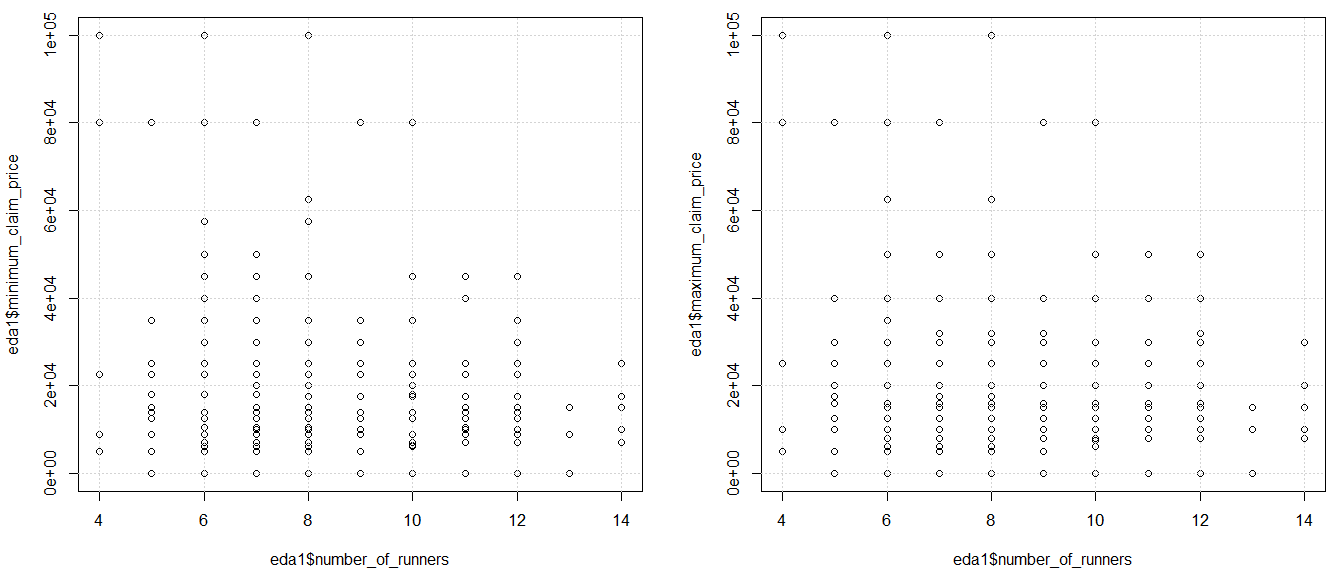 eda1$minimum_claim_price
1e+05
8e+04
6e+04
4e+04
2e+04
0e+00
4 6 8 10 12 14
eda1$number_of_runners
eda1$maximum_claim_price
1e+05
8e+04
6e+04
4e+04
2e+04
0e+00
4 6 8 10 12 14
eda1$number_of_runners